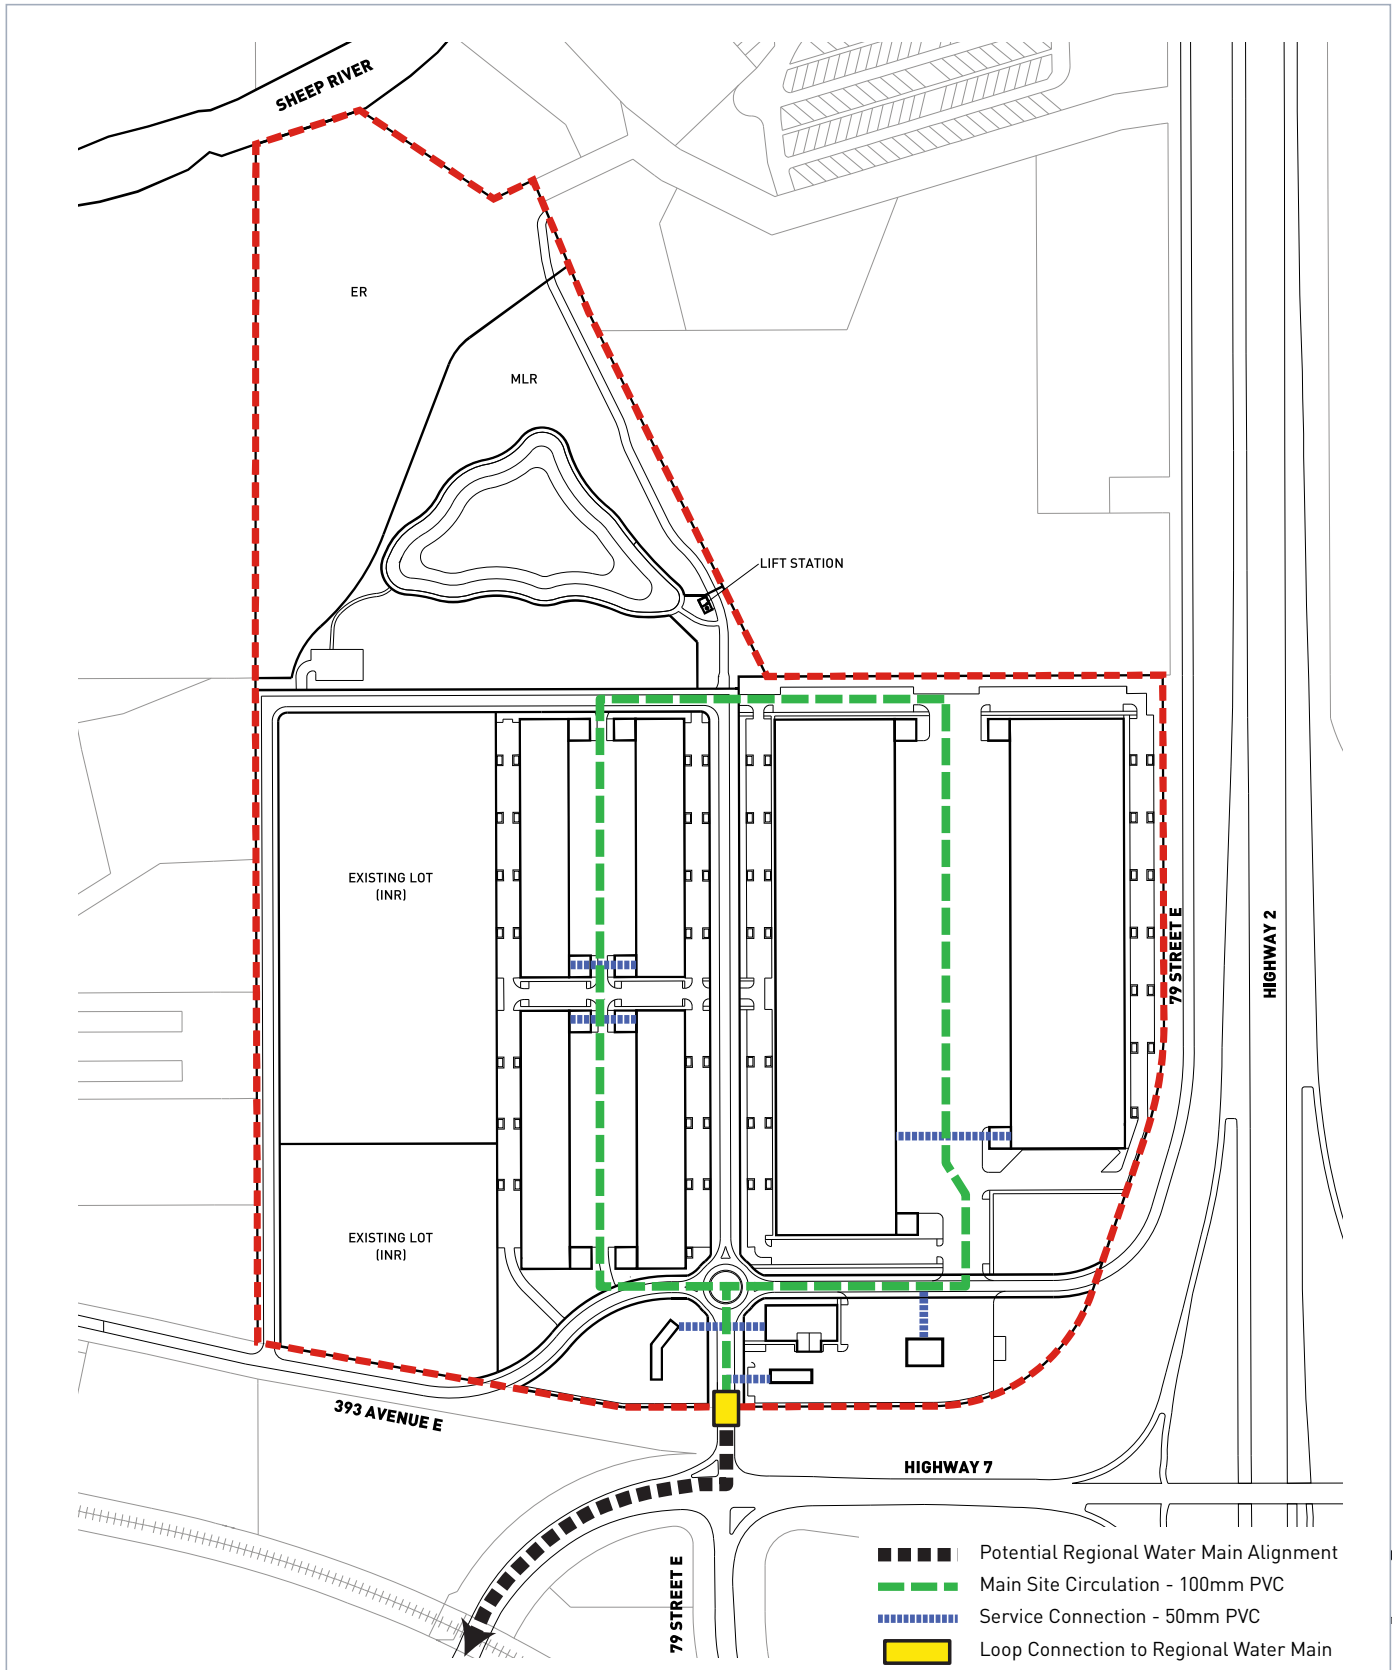 SHEEP RIVER
ER
MLR
LIFT STATION
EXISTING LOT
(INR)
79 STREET E
HIGHWAY 2
EXISTING LOT
(INR)
393 AVENUE E
HIGHWAY 7
79 STREET E
Potential Regional Water Main Alignment
Main Site Circulation - 100mm PVC
Service Connection - 50mm PVC
Loop Connection to Regional Water Main